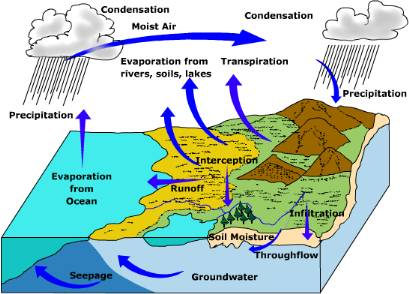 Condensation
Moist Air
Condensation
Evaporation from
rivers, soils, lakes
Transpiration
Precipitation
Precipitation
Evaporation
from
Ocean
Interception
Runoff
Infiltration
Soil Moisture
Throughflow
Seepage
Groundwater